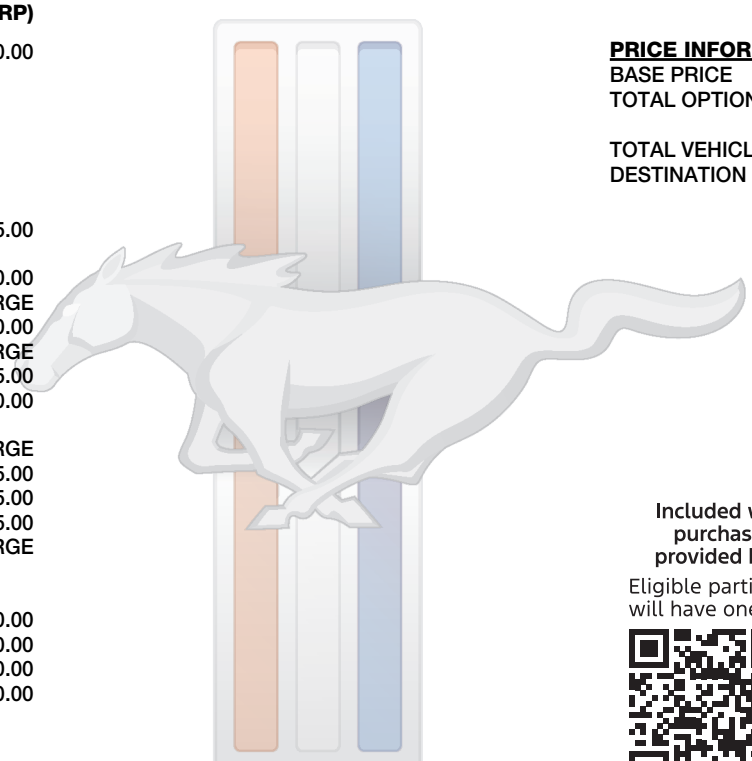 RP)
0.00
5.00
0.00
RGE
0.00
RGE
5.00
0.00
RGE
5.00
5.00
5.00
RGE
0.00
0.00
0.00
0.00
PRICE INFOR
BASE PRICE
TOTAL OPTION
TOTAL VEHICL
DESTINATION
Included w
purchas
provided b
Eligible parti
will have one